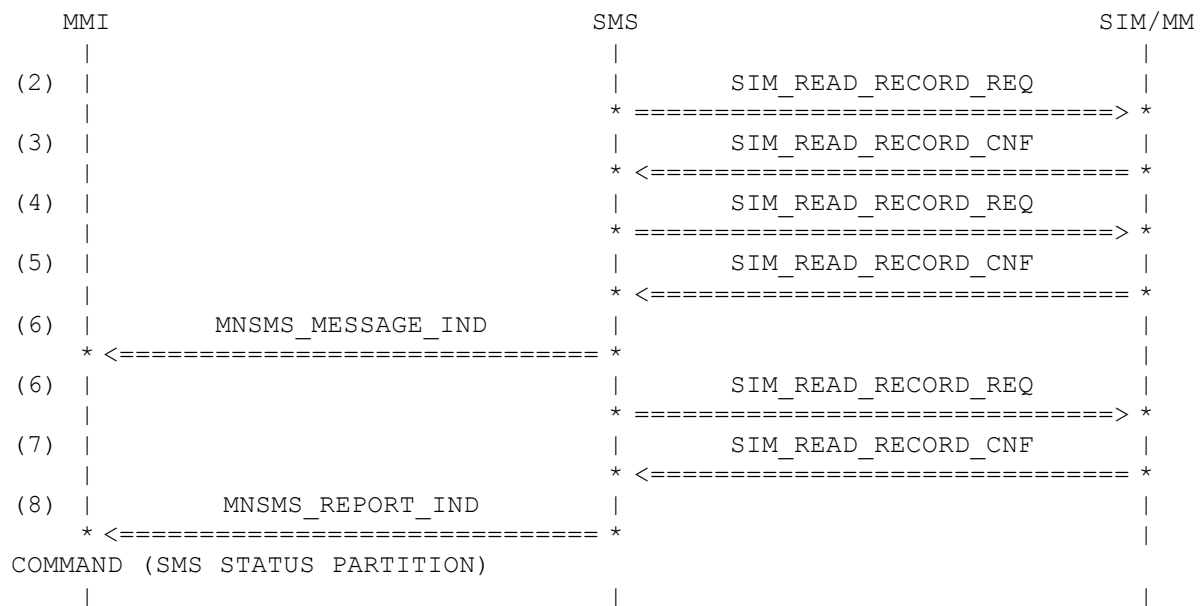 MMI SMS SIM/MM
| | |
(2) | | SIM_READ_RECORD_REQ |
| * ==============================> *
(3) | | SIM_READ_RECORD_CNF |
| * <============================== *
(4) | | SIM_READ_RECORD_REQ |
| * ==============================> *
(5) | | SIM_READ_RECORD_CNF |
| * <============================== *
(6) | MNSMS_MESSAGE_IND | |
* <============================== * |
(6) | | SIM_READ_RECORD_REQ |
| * ==============================> *
(7) | | SIM_READ_RECORD_CNF |
| * <============================== *
(8) | MNSMS_REPORT_IND | |
* <============================== * |
COMMAND (SMS STATUS PARTITION)
| | |